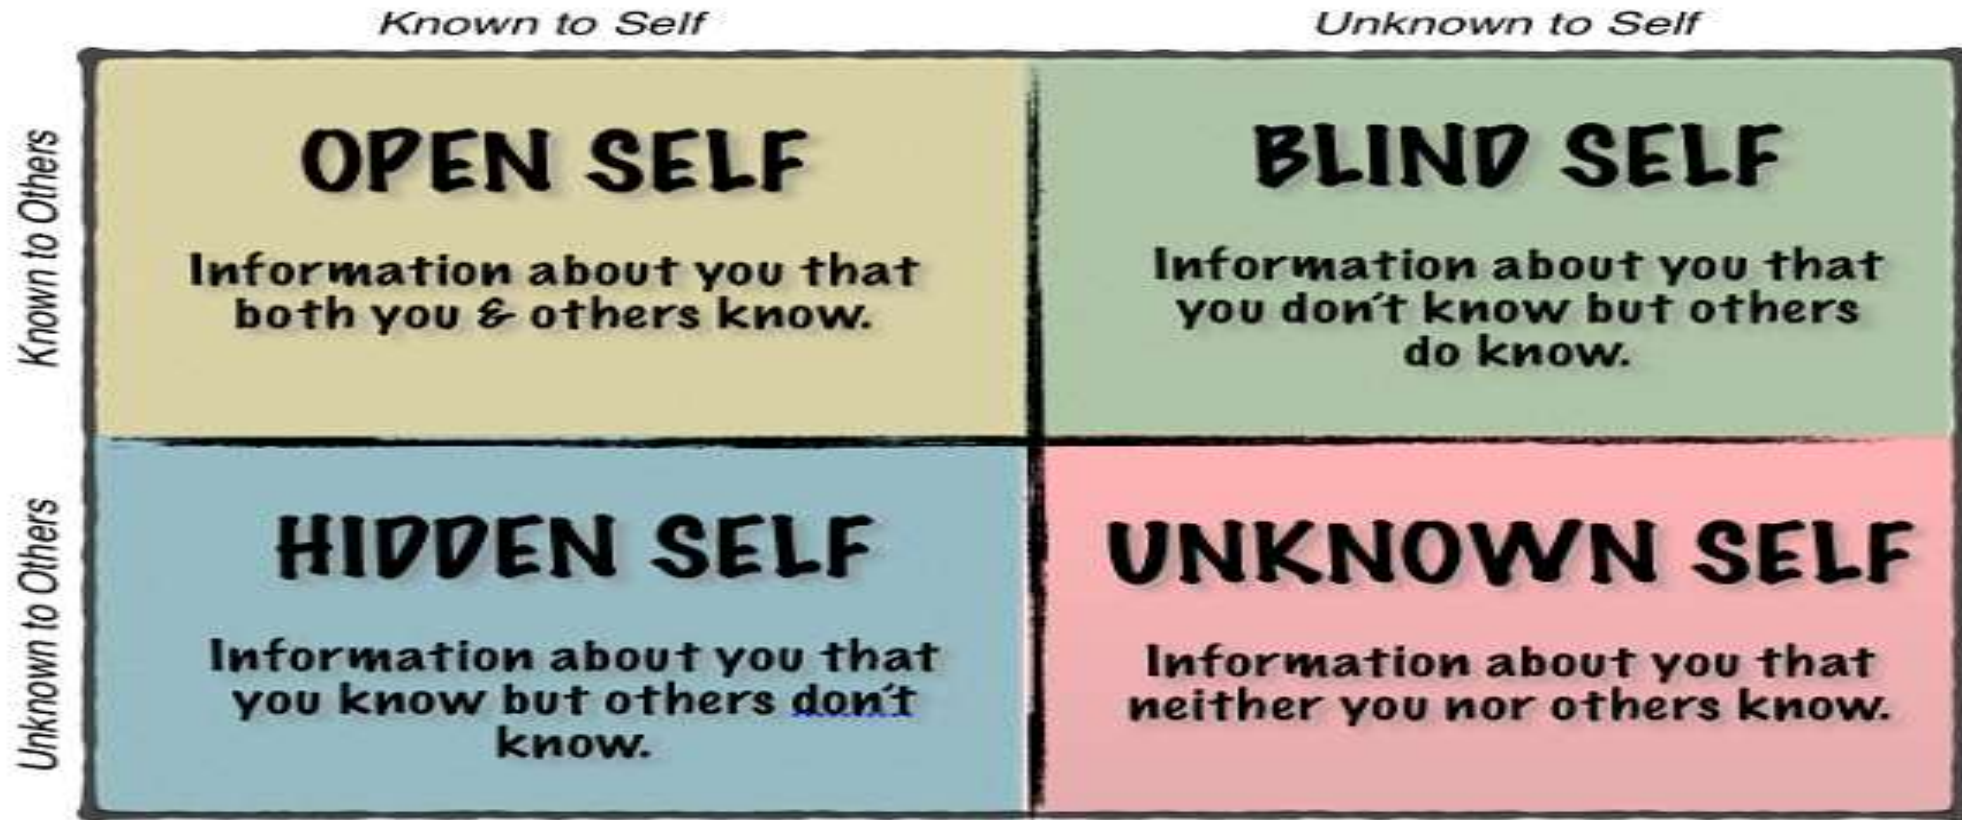 Known to Self
Unknown to Self
Known to Others
OPEN SELF
Information about you that
both you & others know.
BLIND SELF
Information about you that
you don't know but others
do know.
Unknown to Others
HIDDEN SELF
Information about you that
you know but others don't
know.
UNKNOWN SELF
Information about you that
neither you nor others know.